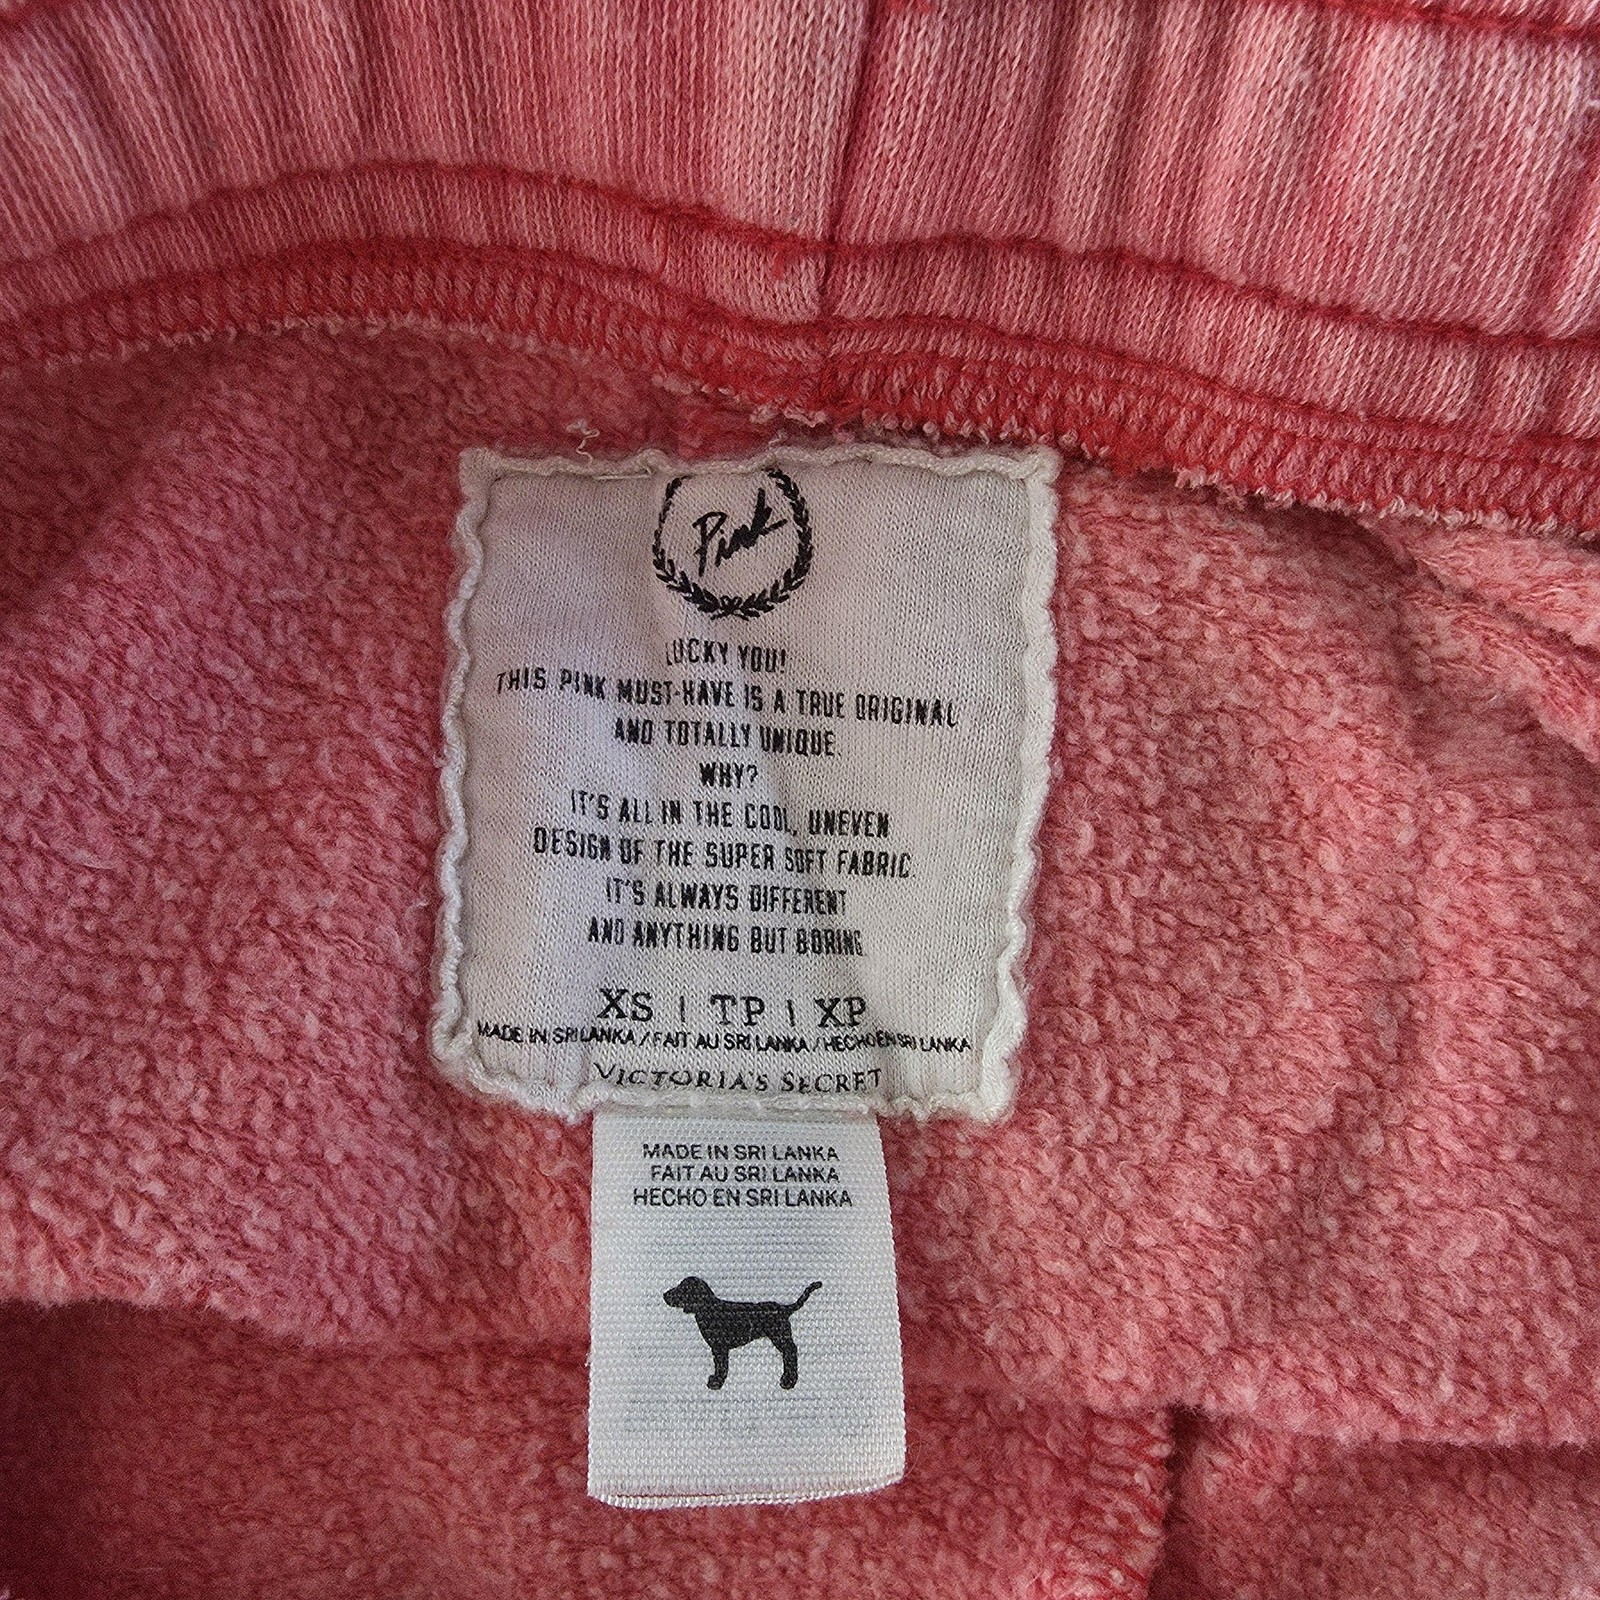 Pink
LUCKY YOU!
THIS PINK MUST-HAVE IS A TRUE ORIGINAL
AND TOTALLY UNIQUE.
WHY?
IT'S ALL IN THE COOL, UNEVEN
DESIGN OF THE SUPER SOFT FABRIC.
IT'S ALWAYS DIFFERENT
AND ANYTHING BUT BORING
XS | TP | XP
MADE IN SRI LANKA / FAIT AU SRI LANKA / HECHO EN SRI LANKA
VICTORIA'S SECRET
MADE IN SRI LANKA
FAIT AU SRI LANKA
HECHO EN SRI LANKA